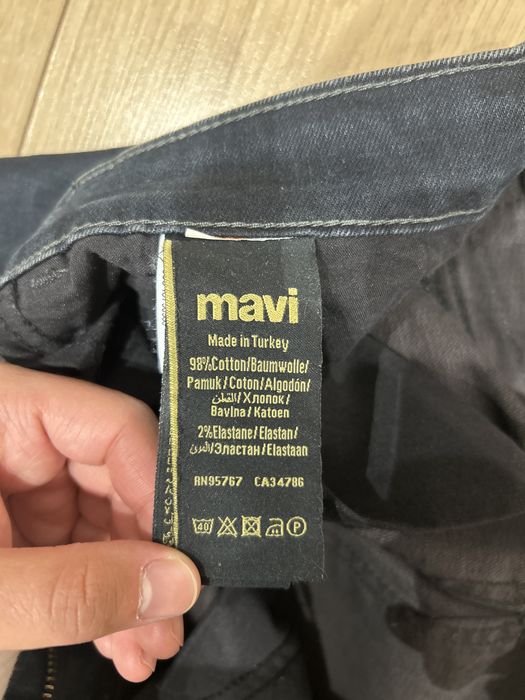 mavi
Made in Turkey
98%Cotton/Baumwolle/
Pamuk/Coton/Algodón/
القطن/Хлопок/
Bavlna/Katoen
2%Elastane/Elastan/
/Эластан/Elastaan
RN95767 CA34786
40 P